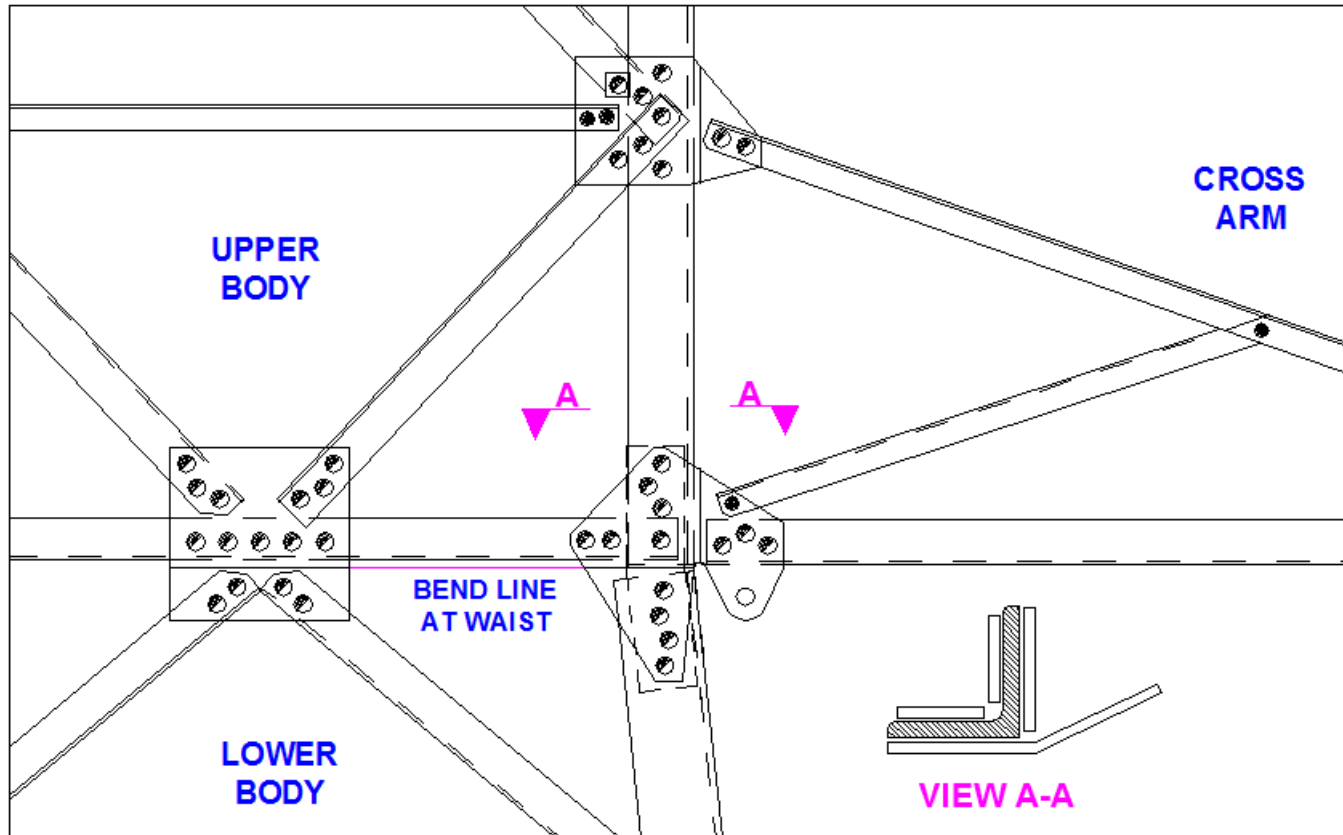 CROSS
ARM
UPPER
BODY
A
A
BEND LINE
AT WAIST
LOWER
BODY
VIEW A-A